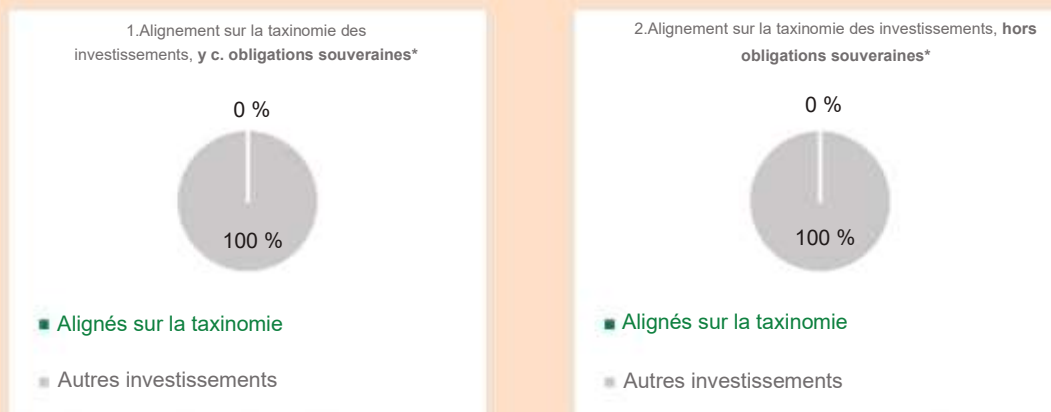 1.Alignement sur la taxinomie des
investissements, y c. obligations souveraines*
0 %
100 %
Alignés sur la taxinomie
Autres investissements
2.Alignement sur la taxinomie des investissements, hors
obligations souveraines*
0 %
100 %
Alignés sur la taxinomie
Autres investissements